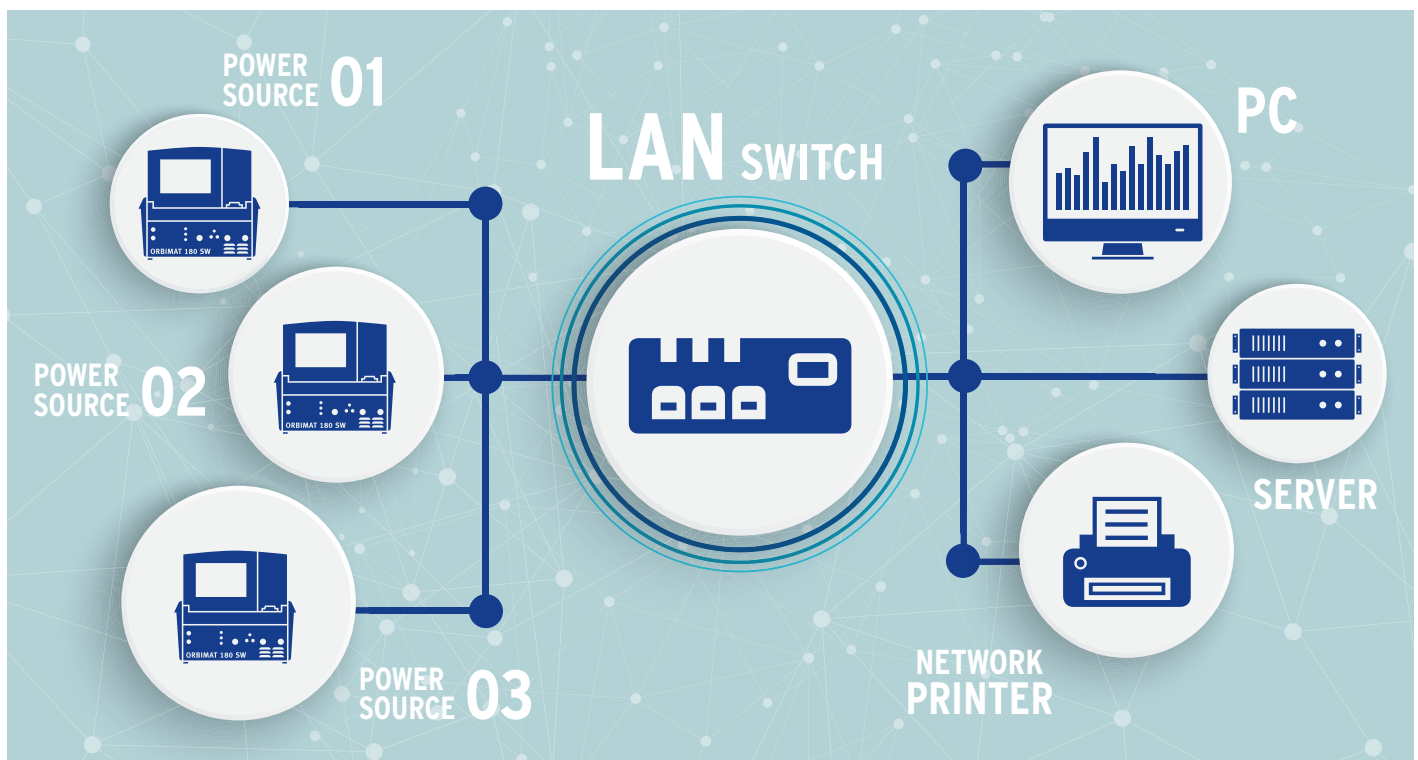 POWER
SOURCE 01
ORBIMAT 180 SW
POWER
SOURCE 02
ORBIMAT 180 SW
POWER
SOURCE 03
ORBIMAT 180 SW
LAN SWITCH
PC
SERVER
NETWORK
PRINTER